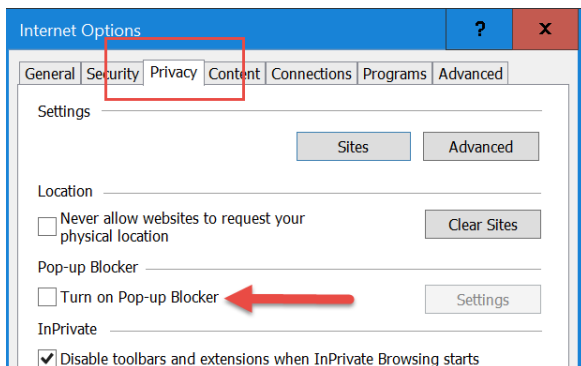 Internet Options ? x
General Security Privacy Content Connections Programs Advanced
Settings
Sites Advanced
Location
Never allow websites to request your
physical location
Clear Sites
Pop-up Blocker
Turn on Pop-up Blocker
Settings
InPrivate
Disable toolbars and extensions when InPrivate Browsing starts